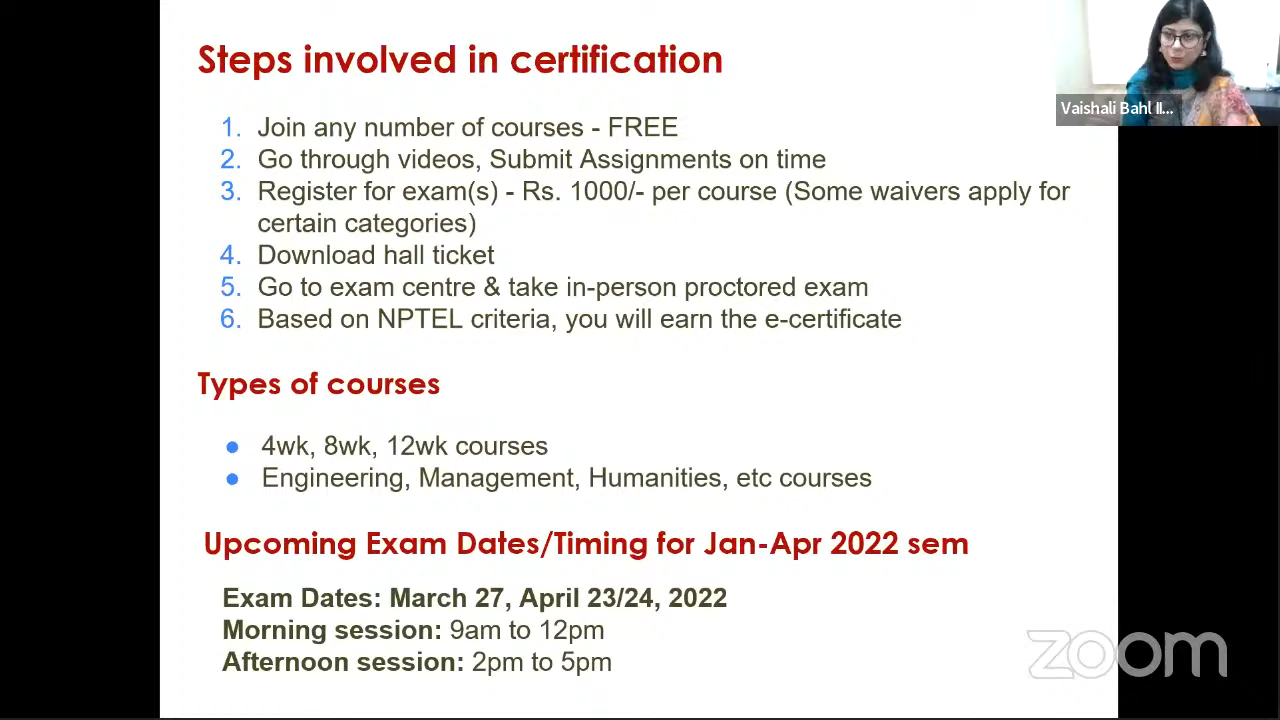 Steps involved in certification
Vaishali Bahl II...
1. Join any number of courses - FREE
2. Go through videos, Submit Assignments on time
3. Register for exam(s) - Rs. 1000/- per course (Some waivers apply for
certain categories)
4. Download hall ticket
5. Go to exam centre & take in-person proctored exam
6. Based on NPTEL criteria, you will earn the e-certificate
Types of courses
● 4wk, 8wk, 12wk courses
● Engineering, Management, Humanities, etc courses
Upcoming Exam Dates/Timing for Jan-Apr 2022 sem
Exam Dates: March 27, April 23/24, 2022
Morning session: 9am to 12pm
Afternoon session: 2pm to 5pm
zoom